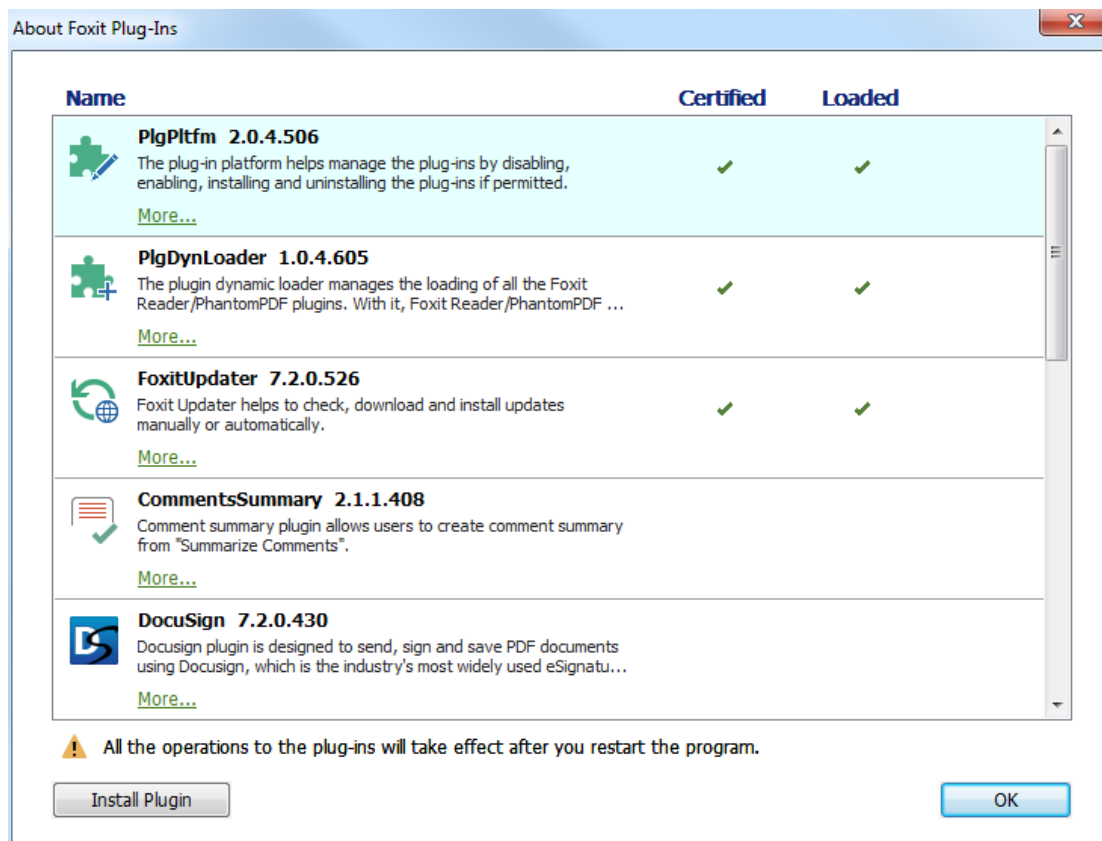 About Foxit Plug-Ins
Name Certified Loaded
PlgPltfm 2.0.4.506
The plug-in platform helps manage the plug-ins by disabling,
enabling, installing and uninstalling the plug-ins if permitted.
More...
PlgDynLoader 1.0.4.605
The plugin dynamic loader manages the loading of all the Foxit
Reader/PhantomPDF plugins. With it, Foxit Reader/PhantomPDF ...
More...
FoxitUpdater 7.2.0.526
Foxit Updater helps to check, download and install updates
manually or automatically.
More...
CommentsSummary 2.1.1.408
Comment summary plugin allows users to create comment summary
from "Summarize Comments".
More...
DocuSign 7.2.0.430
Docusign plugin is designed to send, sign and save PDF documents
using Docusign, which is the industry's most widely used eSignatu...
More...
All the operations to the plug-ins will take effect after you restart the program.
Install Plugin OK